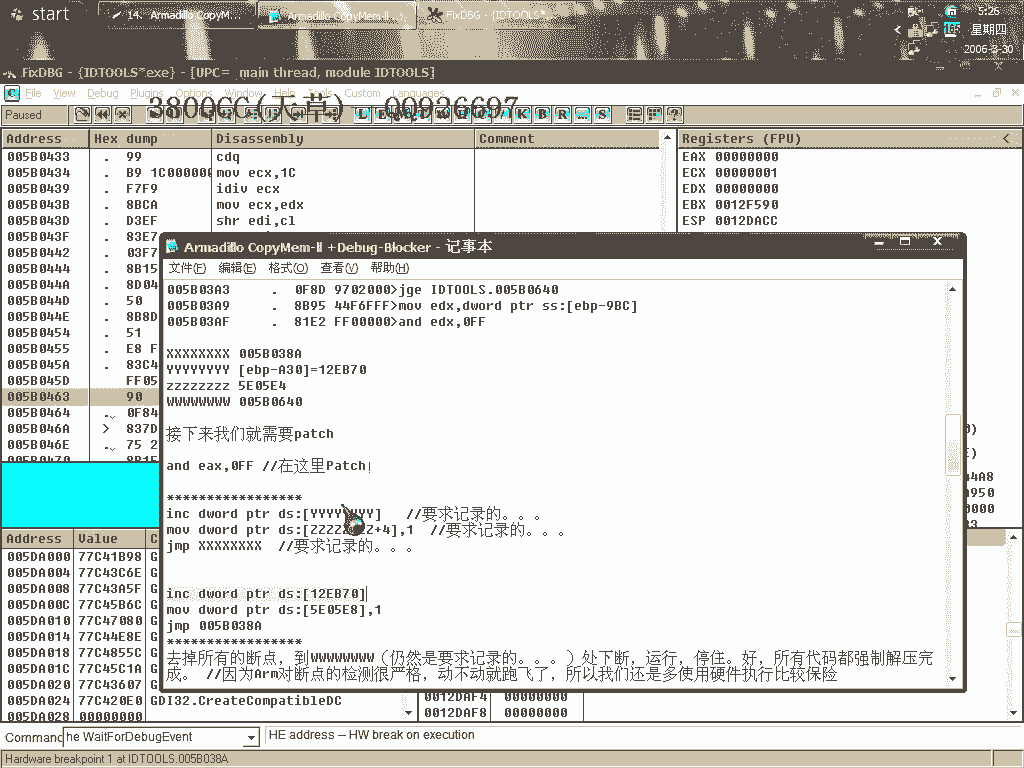 start
14. Armadillo CopyM...
Armadillo CopyMem-II ...
FixDBG - {IDTOOLS*...
5:26
星期四
2006-3-30
FixDBG - {IDTOOLS*exe} - [UPC= main thread, module IDTOOLS]
File View Debug Plugins Options Window Help Tools Custom Languages
Paused
3800CC(天草) 00926697
Address Hex dump Disassembly Comment
Registers (FPU)
005B0433 . 99 cdq
005B0434 . B9 1C000000 mov ecx,1C
005B0439 . F7F9 idiv ecx
005B043B . 8BCA mov ecx,edx
005B043D . D3EF shr edi,cl
005B043F . 83E7
005B0442 . 03F7
005B0444 . 8B15
005B044A . 8D04
005B044D . 50
005B044E . 8B8D
005B0454 . 51
005B0455 . E8 F
005B045A . 83C4
005B045D FF05
005B0463 90
005B0464 . 0F84
005B046A > 837D
005B046E . 75 2
005B0470 . 8B15
EAX 00000000
ECX 00000001
EDX 00000000
EBX 0012F590
ESP 0012DACC
Armadillo CopyMem-II +Debug-Blocker - 记事本
文件(F) 编辑(E) 格式(O) 查看(V) 帮助(H)
005B03A3 . 0F8D 9702000>jge IDTOOLS.005B0640
005B03A9 . 8B95 44F6FFF>mov edx,dword ptr ss:[ebp-9BC]
005B03AF . 81E2 FF00000>and edx,0FF
XXXXXXXX 005B038A
YYYYYYYY [ebp-A30]=12EB70
zzzzzzzz 5E05E4
WWWWWWWW 005B0640
接下来我们就需要patch
and eax,0FF //在这里Patch!
*****************
inc dword ptr ds:[YYYYYYYY] //要求记录的。。。
mov dword ptr ds:[ZZZZZZZZ+4],1 //要求记录的。。。
jmp XXXXXXXX //要求记录的。。。
inc dword ptr ds:[12EB70]
mov dword ptr ds:[5E05E8],1
jmp 005B038A
*****************
去掉所有的断点，到WWWWWWWW（仍然是要求记录的。。。）处下断，运行，停住。好，所有代码都强制解压完
成。 //因为Arm对断点的检测很严格，动不动就跑飞了，所以我们还是多使用硬件执行比较保险
Address Value C
005DA000 77C41B98 G
005DA004 77C43C6E G
005DA008 77C43A5F G
005DA00C 77C45B6C G
005DA010 77C47080 G
005DA014 77C44E8E G
005DA018 77C4855C G
005DA01C 77C45C1A G
005DA020 77C43607 G
005DA024 77C420E0 GDI32.CreateCompatibleDC
005DA028 00000000
0012DAF4 00000000
0012DAF8 00000000
Command he WaitForDebugEvent
HE address -- HW break on execution
Hardware breakpoint 1 at IDTOOLS.005B038A